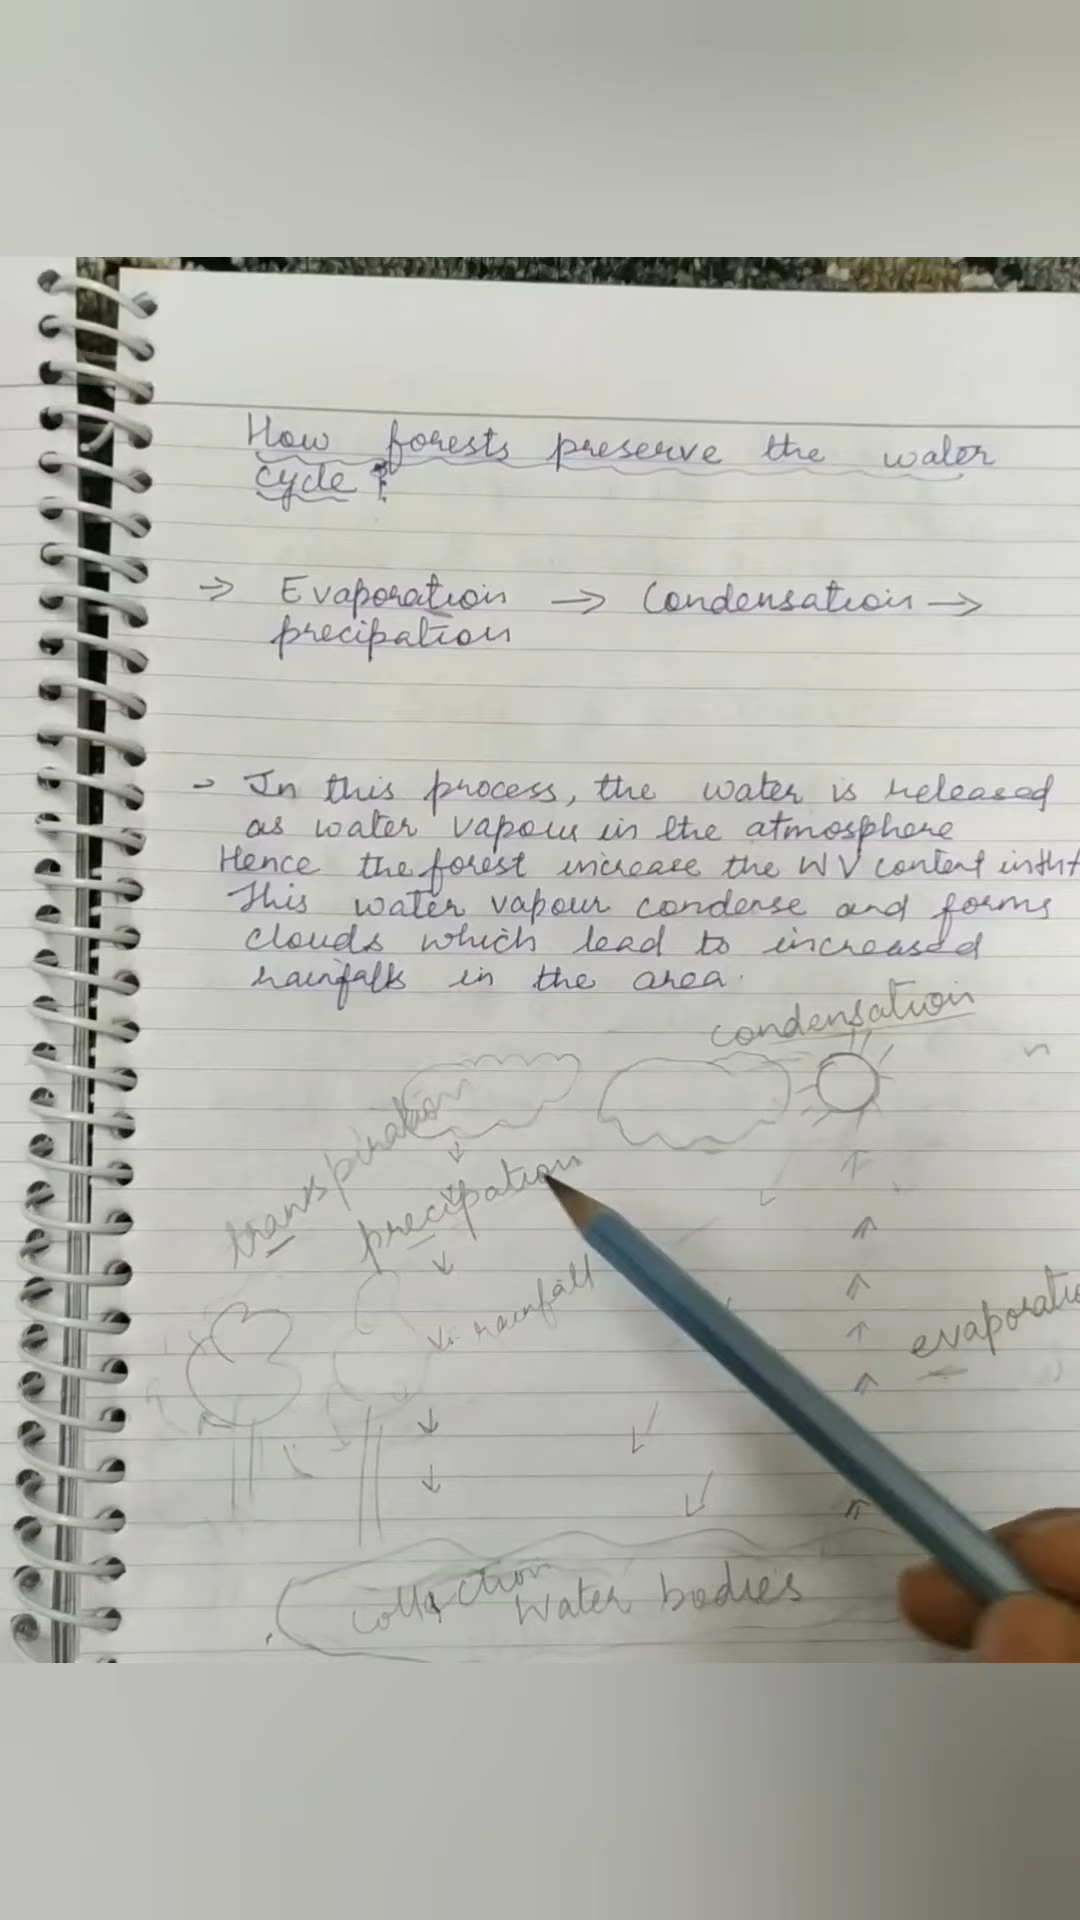 How forests preserve the water
cycle?
→ Evaporation → Condensation →
precipation
→ In this process, the water is released
as water vapour in the atmosphere
Hence the forest increase the WV content
This water vapour condense and forms
clouds which lead to increased
rainfalls in the area.
condensation
transpiration
precipation
rainfall
evaporatio
collection
Water bodies